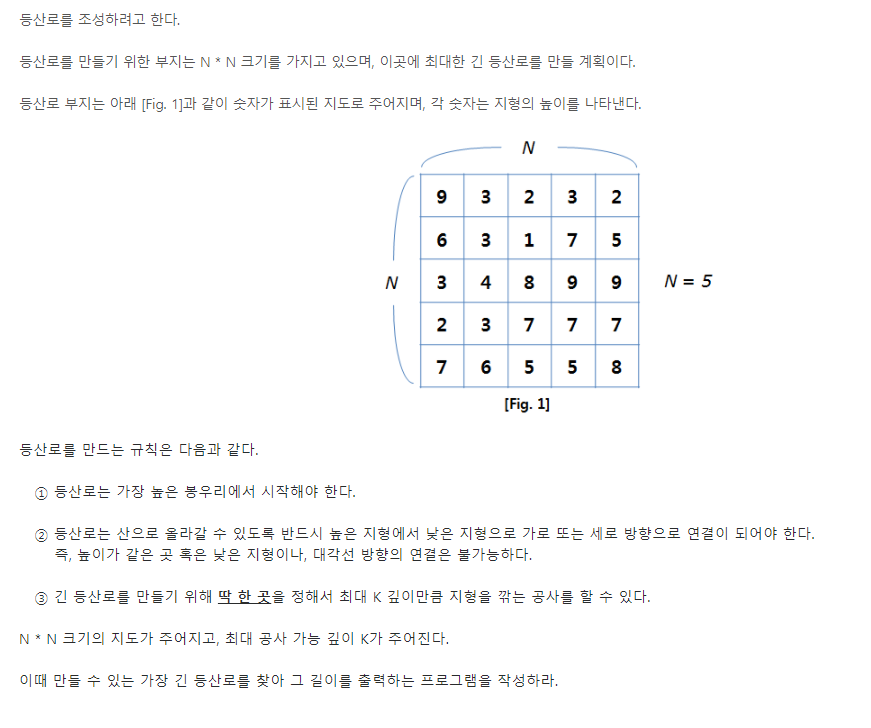 등산로를 조성하려고 한다.
등산로를 만들기 위한 부지는 N * N 크기를 가지고 있으며, 이곳에 최대한 긴 등산로를 만들 계획이다.
등산로 부지는 아래 [Fig. 1]과 같이 숫자가 표시된 지도로 주어지며, 각 숫자는 지형의 높이를 나타낸다.
N
9 3 2 3 2
6 3 1 7 5
N 3 4 8 9 9 N = 5
2 3 7 7 7
7 6 5 5 8
[Fig. 1]
등산로를 만드는 규칙은 다음과 같다.
① 등산로는 가장 높은 봉우리에서 시작해야 한다.
② 등산로는 산으로 올라갈 수 있도록 반드시 높은 지형에서 낮은 지형으로 가로 또는 세로 방향으로 연결이 되어야 한다.
즉, 높이가 같은 곳 혹은 낮은 지형이나, 대각선 방향의 연결은 불가능하다.
③ 긴 등산로를 만들기 위해 딱 한 곳을 정해서 최대 K 깊이만큼 지형을 깎는 공사를 할 수 있다.
N * N 크기의 지도가 주어지고, 최대 공사 가능 깊이 K가 주어진다.
이때 만들 수 있는 가장 긴 등산로를 찾아 그 길이를 출력하는 프로그램을 작성하라.